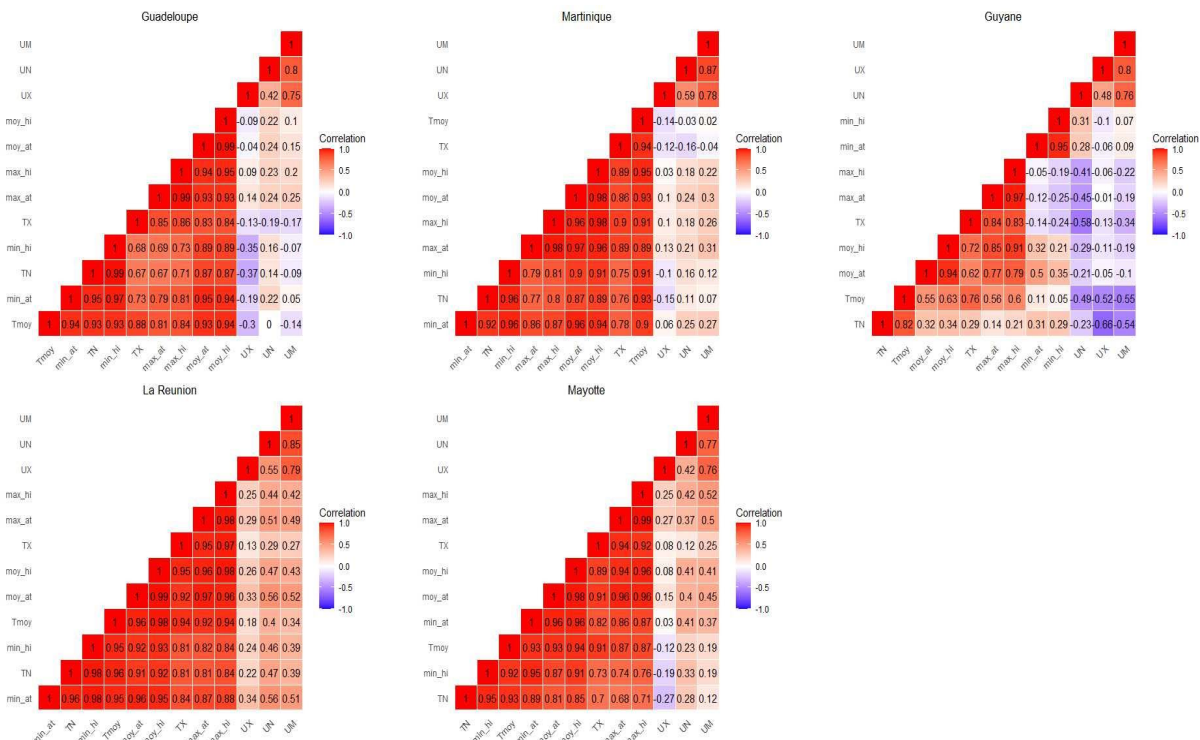 Guadeloupe
UM 1
UN 1 0.8
UX 1 0.42 0.75
moy_hi 1 -0.09 0.22 0.1
moy_at 1 0.99 -0.04 0.24 0.15
max_hi 1 0.94 0.95 0.09 0.23 0.2
max_at 1 0.99 0.93 0.93 0.14 0.24 0.25
TX 1 0.85 0.86 0.83 0.84 -0.13 -0.19 -0.17
min_hi 1 0.68 0.69 0.73 0.89 0.89 -0.35 0.16 -0.07
TN 1 0.99 0.67 0.67 0.71 0.87 0.87 -0.37 0.14 -0.09
min_at 1 0.95 0.97 0.73 0.79 0.81 0.95 0.94 -0.19 0.22 0.05
Tmoy 1 0.94 0.93 0.93 0.88 0.81 0.84 0.93 0.94 -0.3 0 -0.14
Tmoy min_at TN min_hi TX max_at max_hi moy_at moy_hi UX UN UM
Correlation
1.0
0.5
0.0
-0.5
-1.0
Martinique
UM 1
UN 1 0.87
UX 1 0.59 0.78
Tmoy 1 -0.14 -0.03 0.02
TX 1 0.94 -0.12 -0.16 -0.04
moy_hi 1 0.89 0.95 0.03 0.18 0.22
moy_at 1 0.98 0.86 0.93 0.1 0.24 0.3
max_hi 1 0.96 0.98 0.9 0.91 0.1 0.18 0.26
max_at 1 0.98 0.97 0.96 0.89 0.89 0.13 0.21 0.31
min_hi 1 0.79 0.81 0.9 0.91 0.75 0.91 -0.1 0.16 0.12
TN 1 0.96 0.77 0.8 0.87 0.89 0.76 0.93 -0.15 0.11 0.07
min_at 1 0.92 0.96 0.86 0.87 0.96 0.94 0.78 0.9 0.06 0.25 0.27
min_at TN min_hi max_at max_hi moy_at moy_hi TX Tmoy UX UN UM
Correlation
1.0
0.5
0.0
-0.5
-1.0
Guyane
UM 1
UX 1 0.8
UN 1 0.48 0.76
min_hi 1 0.31 -0.1 0.07
min_at 1 0.95 0.28 -0.06 0.09
max_hi 1 -0.05 -0.19 -0.41 -0.06 -0.22
max_at 1 0.97 -0.12 -0.25 -0.45 -0.01 -0.19
TX 1 0.84 0.83 -0.14 -0.24 -0.58 -0.13 -0.34
moy_hi 1 0.72 0.85 0.91 0.32 0.21 -0.29 -0.11 -0.19
moy_at 1 0.94 0.62 0.77 0.79 0.5 0.35 -0.21 -0.05 -0.1
Tmoy 1 0.55 0.63 0.76 0.56 0.6 0.11 0.05 -0.49 -0.52 -0.55
TN 1 0.82 0.32 0.34 0.29 0.14 0.21 0.31 0.29 -0.23 -0.66 -0.54
TN Tmoy moy_at moy_hi TX max_at max_hi min_at min_hi UN UX UM
Correlation
1.0
0.5
0.0
-0.5
-1.0
La Reunion
UM 1
UN 1 0.85
UX 1 0.55 0.79
max_hi 1 0.25 0.44 0.42
max_at 1 0.98 0.29 0.51 0.49
TX 1 0.95 0.97 0.13 0.29 0.27
moy_hi 1 0.95 0.96 0.98 0.26 0.47 0.43
moy_at 1 0.99 0.92 0.97 0.96 0.33 0.56 0.52
Tmoy 1 0.96 0.98 0.94 0.92 0.94 0.18 0.4 0.34
min_hi 1 0.95 0.92 0.93 0.81 0.82 0.84 0.24 0.46 0.39
TN 1 0.98 0.96 0.91 0.92 0.81 0.81 0.84 0.22 0.47 0.39
min_at 1 0.96 0.98 0.95 0.96 0.95 0.84 0.87 0.88 0.34 0.56 0.51
min_at TN min_hi Tmoy moy_at moy_hi TX max_at max_hi UX UN UM
Correlation
1.0
0.5
0.0
-0.5
-1.0
Mayotte
UM 1
UN 1 0.77
UX 1 0.42 0.76
max_hi 1 0.25 0.42 0.52
max_at 1 0.99 0.27 0.37 0.5
TX 1 0.94 0.92 0.08 0.12 0.25
moy_hi 1 0.89 0.94 0.96 0.08 0.41 0.41
moy_at 1 0.98 0.91 0.96 0.96 0.15 0.4 0.45
min_at 1 0.96 0.96 0.82 0.86 0.87 0.03 0.41 0.37
Tmoy 1 0.93 0.93 0.94 0.91 0.87 0.87 -0.12 0.23 0.19
min_hi 1 0.92 0.95 0.87 0.91 0.73 0.74 0.76 -0.19 0.33 0.19
TN 1 0.95 0.93 0.89 0.81 0.85 0.7 0.68 0.71 -0.27 0.28 0.12
TN min_hi Tmoy min_at moy_at moy_hi TX max_at max_hi UX UN UM
Correlation
1.0
0.5
0.0
-0.5
-1.0